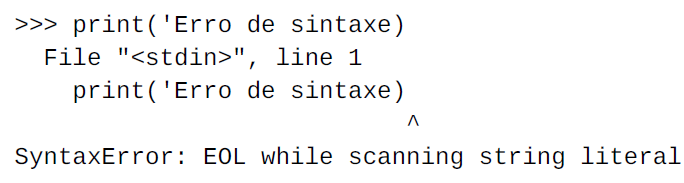 >>> print('Erro de sintaxe)
  File "<stdin>", line 1
    print('Erro de sintaxe)
                           ^
SyntaxError: EOL while scanning string literal